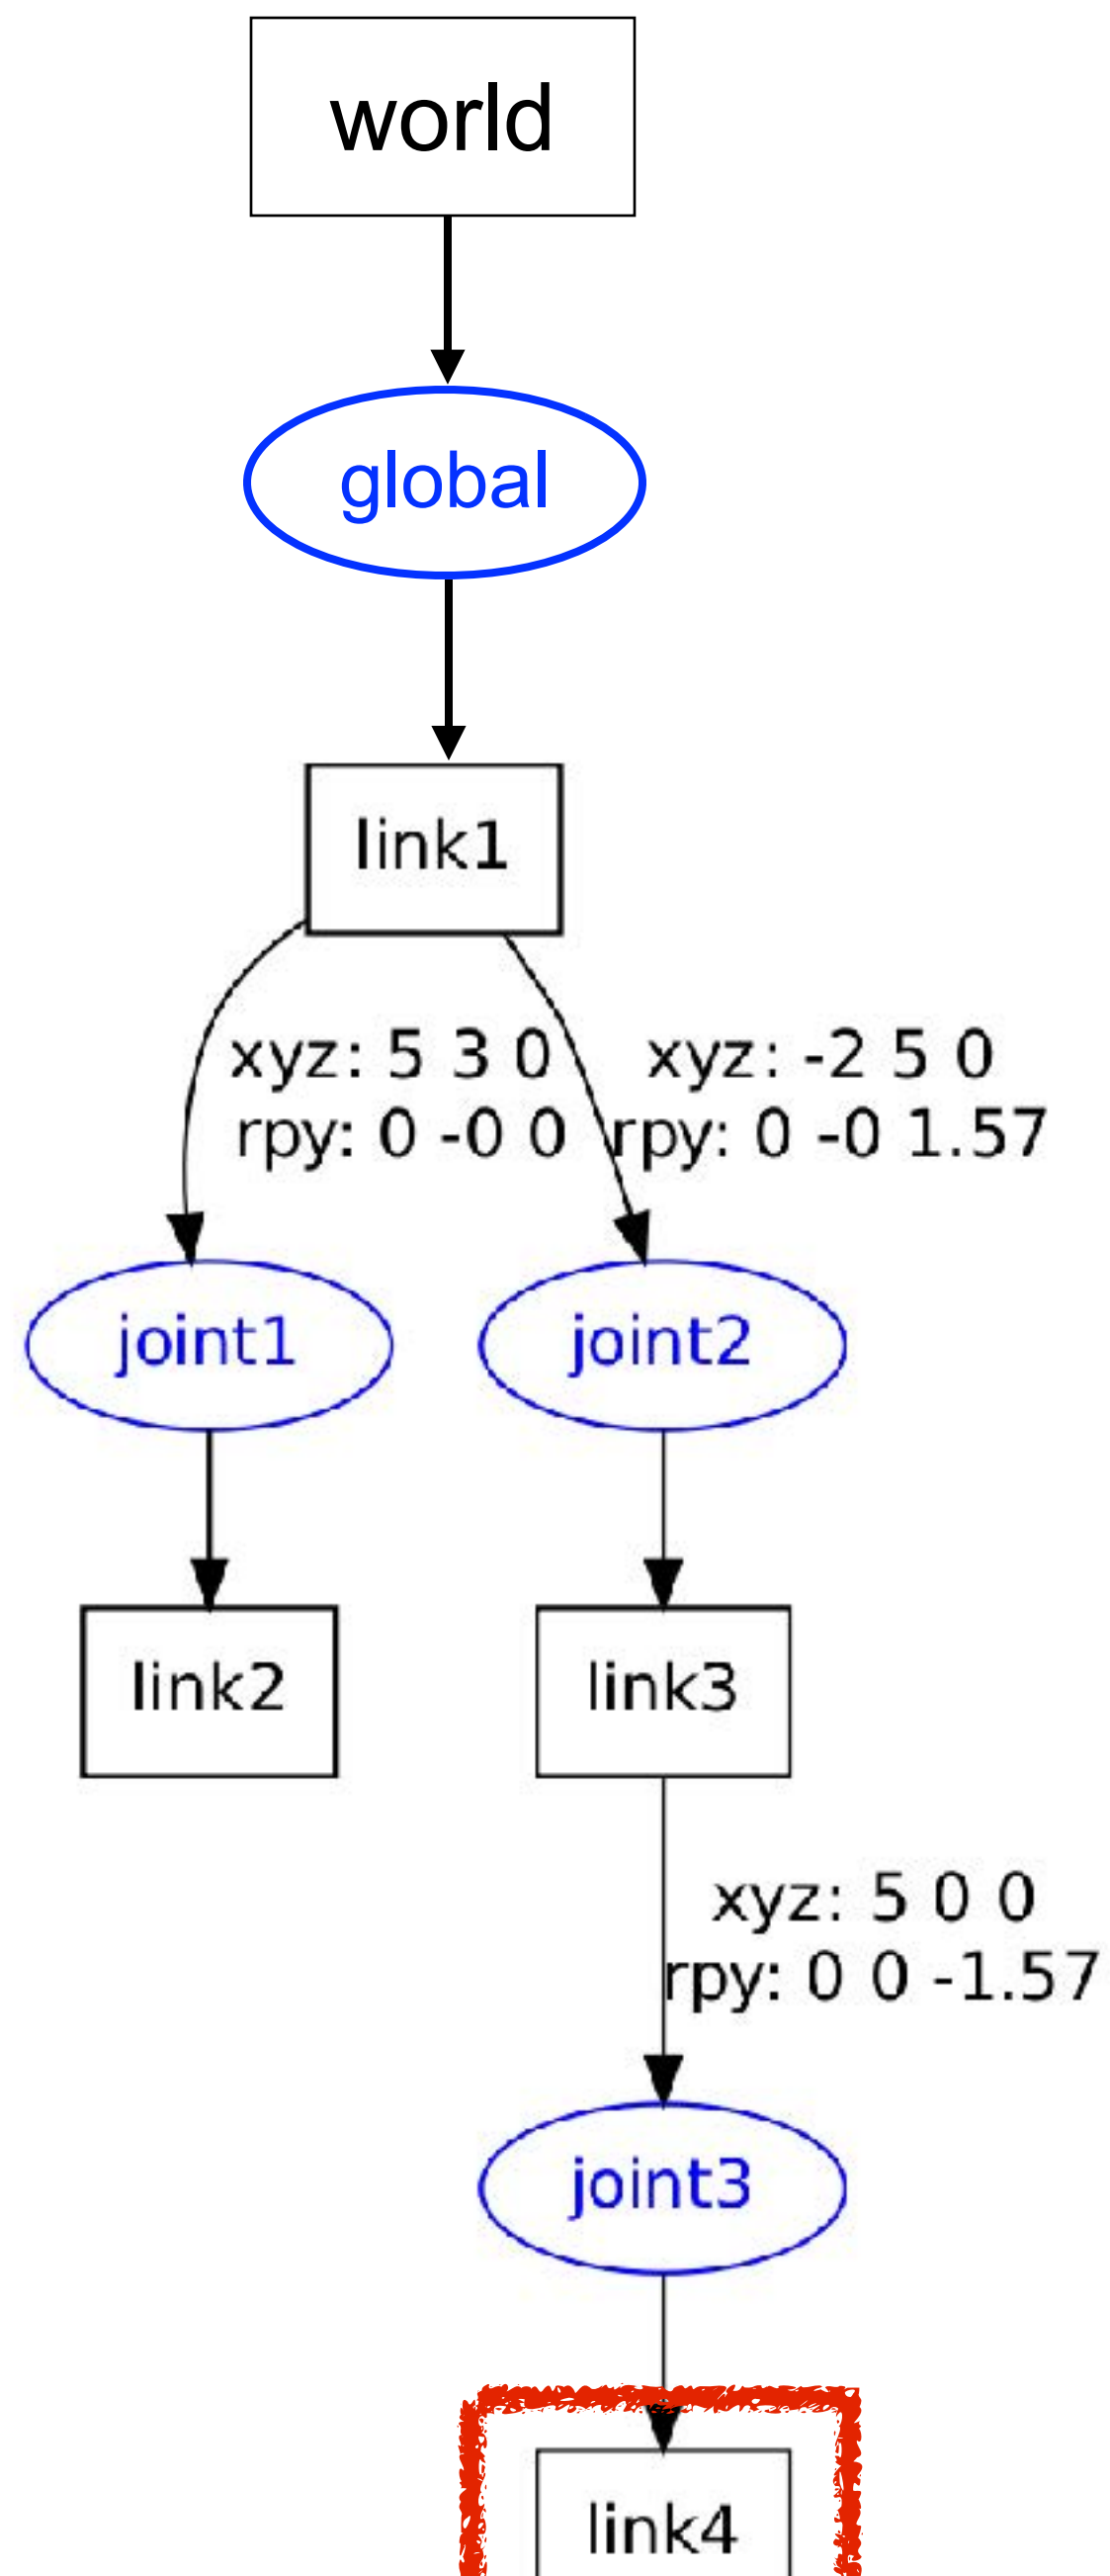 world
global
link1
xyz: 5 3 0
rpy: 0 -0 0
xyz: -2 5 0
rpy: 0 -0 1.57
joint1
joint2
link2
link3
xyz: 5 0 0
rpy: 0 0 -1.57
joint3
link4